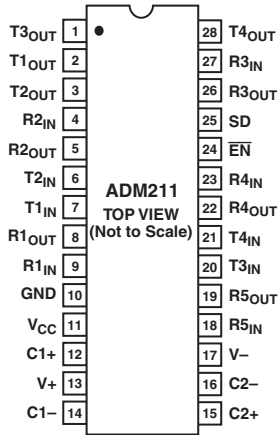 T3OUT 1 28 T4OUT
T1OUT 2 27 R3IN
T2OUT 3 26 R3OUT
R2IN 4 25 SD
R2OUT 5 24 E̅N̅
T2IN 6 23 R4IN
ADM211
T1IN 7 22 R4OUT
TOP VIEW
R1OUT 8 (Not to Scale) 21 T4IN
R1IN 9 20 T3IN
GND 10 19 R5OUT
VCC 11 18 R5IN
C1+ 12 17 V–
V+ 13 16 C2–
C1– 14 15 C2+